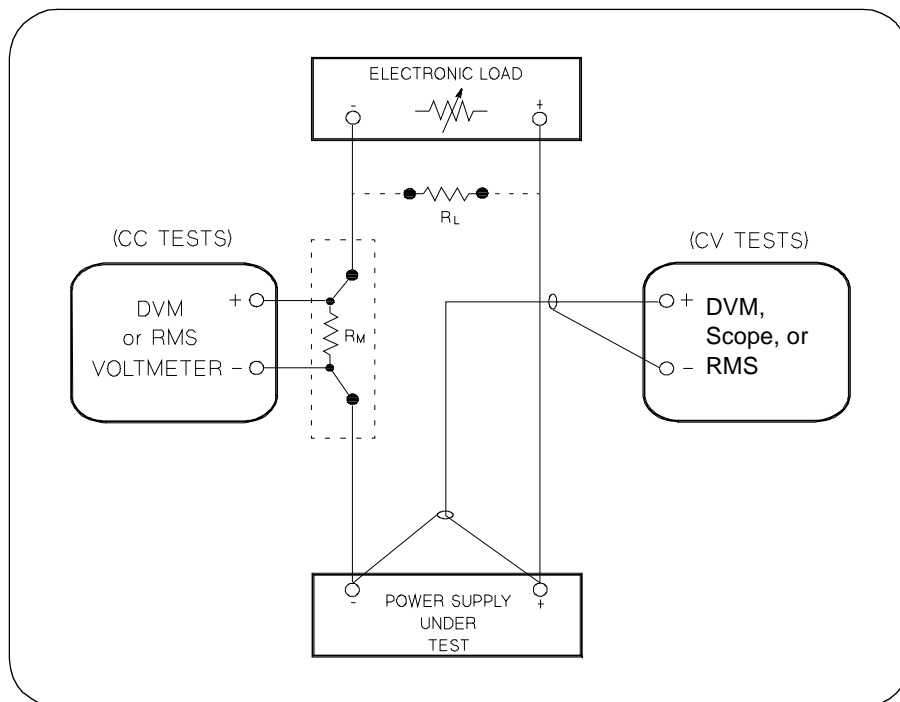 ELECTRONIC LOAD
- +
RL
(CC TESTS)
(CV TESTS)
+
DVM
or RMS
VOLTMETER -
RM
+
DVM,
Scope, or
RMS
-
- +
POWER SUPPLY
UNDER
TEST